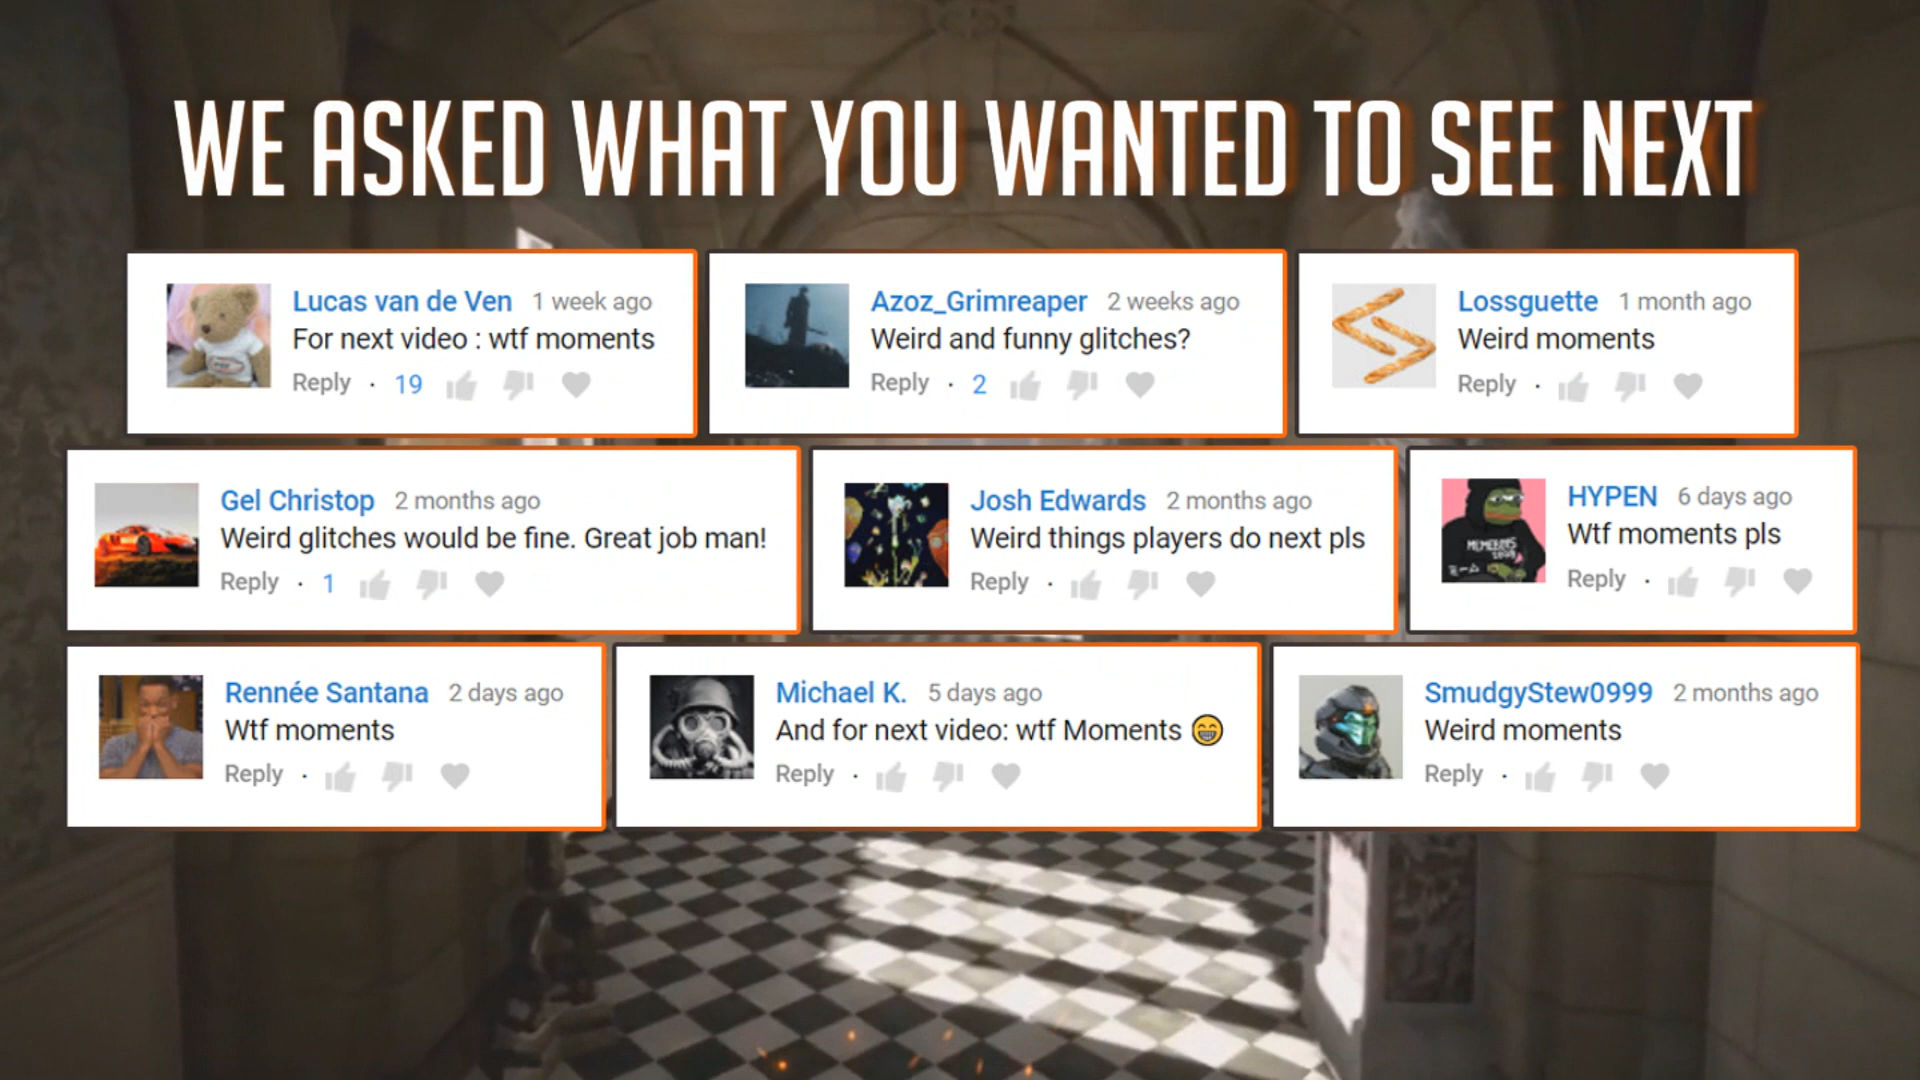 WE ASKED WHAT YOU WANTED TO SEE NEXT
Lucas van de Ven 1 week ago
For next video : wtf moments
Reply · 19
Azoz_Grimreaper 2 weeks ago
Weird and funny glitches?
Reply · 2
Lossguette 1 month ago
Weird moments
Reply ·
Gel Christop 2 months ago
Weird glitches would be fine. Great job man!
Reply · 1
Josh Edwards 2 months ago
Weird things players do next pls
Reply ·
HYPEN 6 days ago
Wtf moments pls
Reply ·
Rennée Santana 2 days ago
Wtf moments
Reply ·
Michael K. 5 days ago
And for next video: wtf Moments 😁
Reply ·
SmudgyStew0999 2 months ago
Weird moments
Reply ·